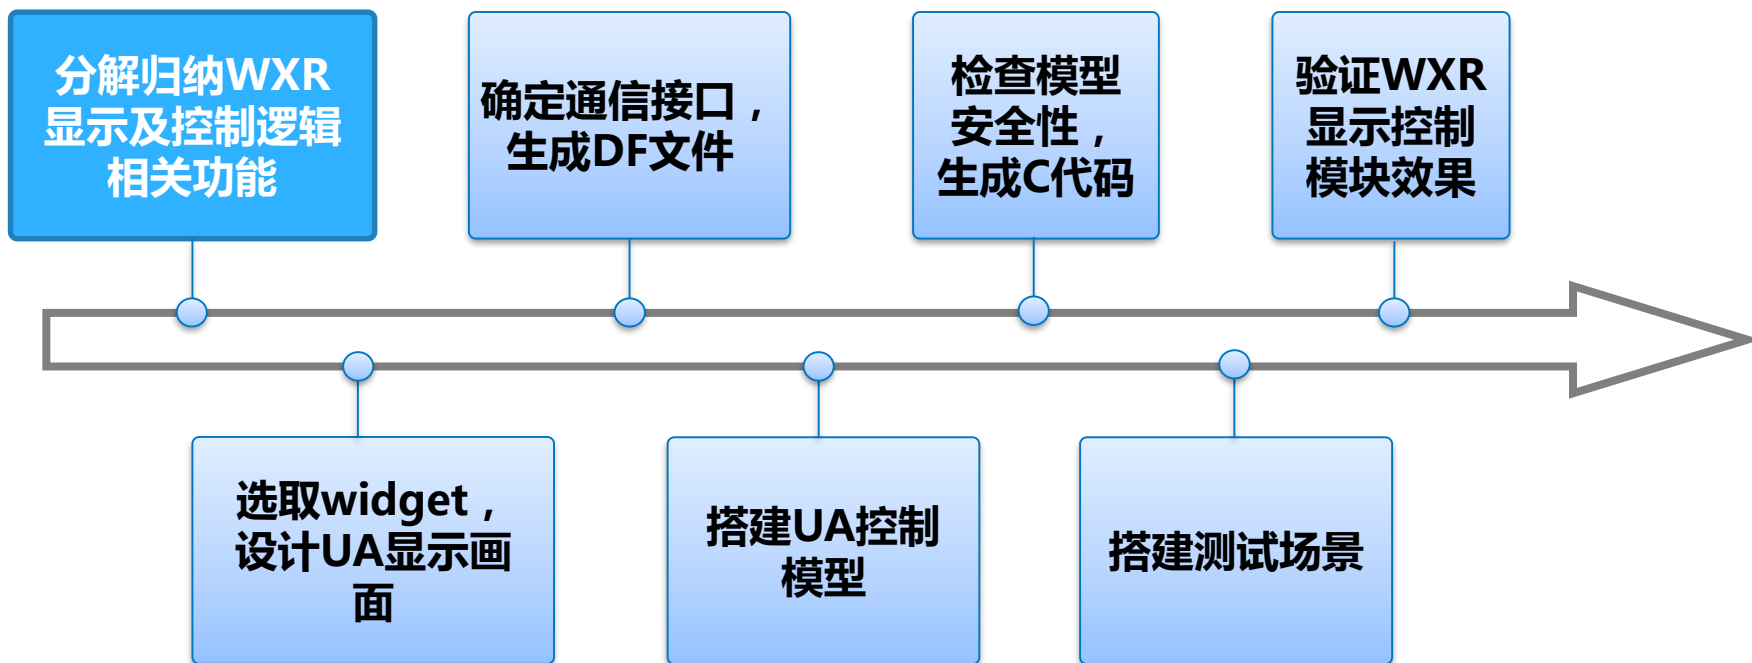 分解归纳WXR
显示及控制逻辑
相关功能
确定通信接口，
生成DF文件
检查模型
安全性，
生成C代码
验证WXR
显示控制
模块效果
选取widget，
设计UA显示画
面
搭建UA控制
模型
搭建测试场景